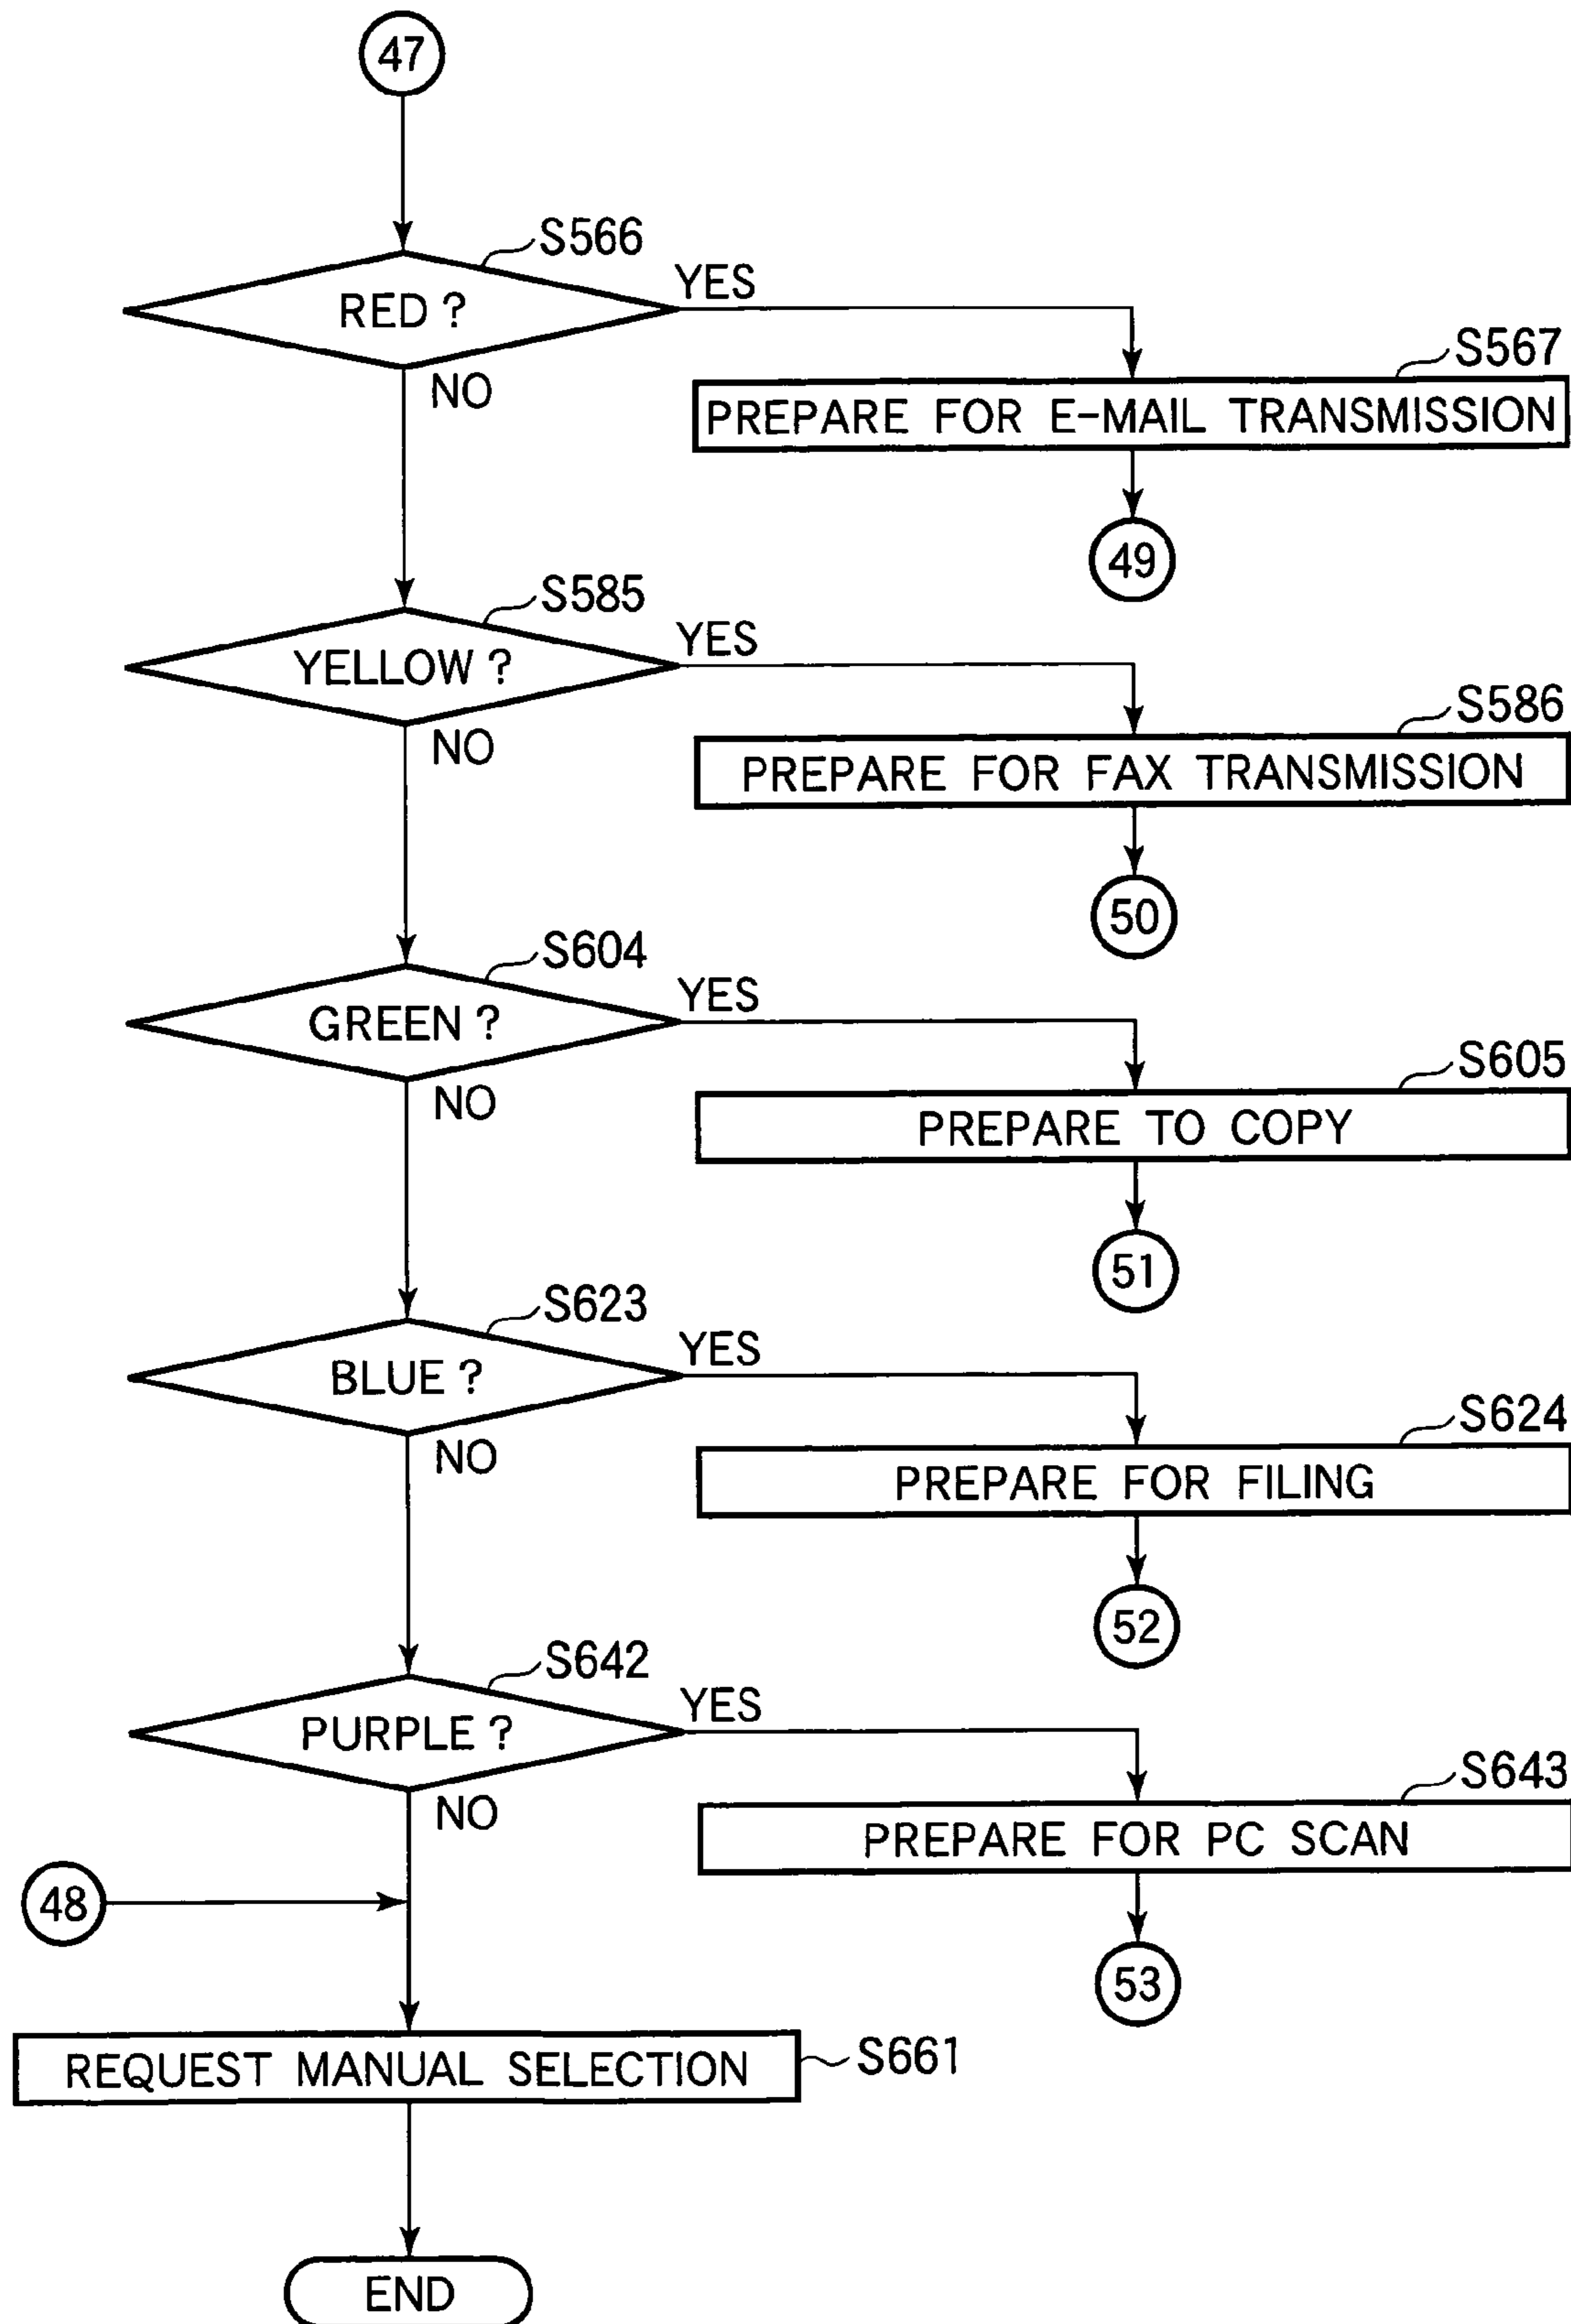 47
S566
RED ?
YES
NO
S567
PREPARE FOR E-MAIL TRANSMISSION
49
S585
YELLOW ?
YES
NO
S586
PREPARE FOR FAX TRANSMISSION
50
S604
GREEN ?
YES
NO
S605
PREPARE TO COPY
51
S623
BLUE ?
YES
NO
S624
PREPARE FOR FILING
52
S642
PURPLE ?
YES
NO
S643
PREPARE FOR PC SCAN
48
53
REQUEST MANUAL SELECTION
S661
END